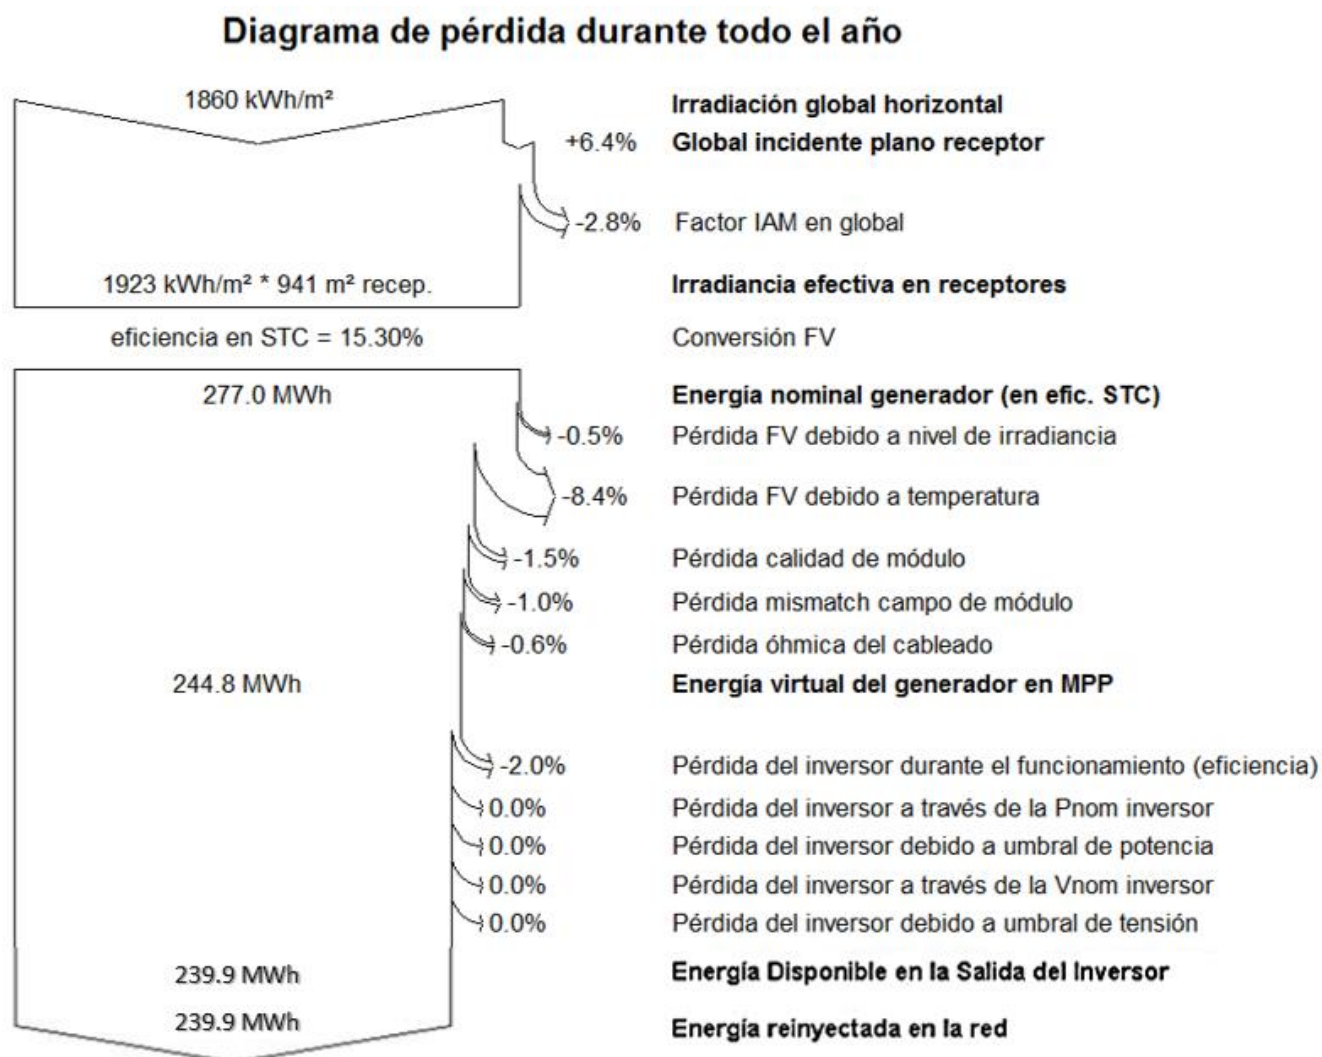 Diagrama de pérdida durante todo el año
1860 kWh/m² Irradiación global horizontal
+6.4% Global incidente plano receptor
-2.8% Factor IAM en global
1923 kWh/m² * 941 m² recep. Irradiancia efectiva en receptores
eficiencia en STC = 15.30% Conversión FV
277.0 MWh Energía nominal generador (en efic. STC)
-0.5% Pérdida FV debido a nivel de irradiancia
-8.4% Pérdida FV debido a temperatura
-1.5% Pérdida calidad de módulo
-1.0% Pérdida mismatch campo de módulo
-0.6% Pérdida óhmica del cableado
244.8 MWh Energía virtual del generador en MPP
-2.0% Pérdida del inversor durante el funcionamiento (eficiencia)
0.0% Pérdida del inversor a través de la Pnom inversor
0.0% Pérdida del inversor debido a umbral de potencia
0.0% Pérdida del inversor a través de la Vnom inversor
0.0% Pérdida del inversor debido a umbral de tensión
239.9 MWh Energía Disponible en la Salida del Inversor
239.9 MWh Energía reinyectada en la red